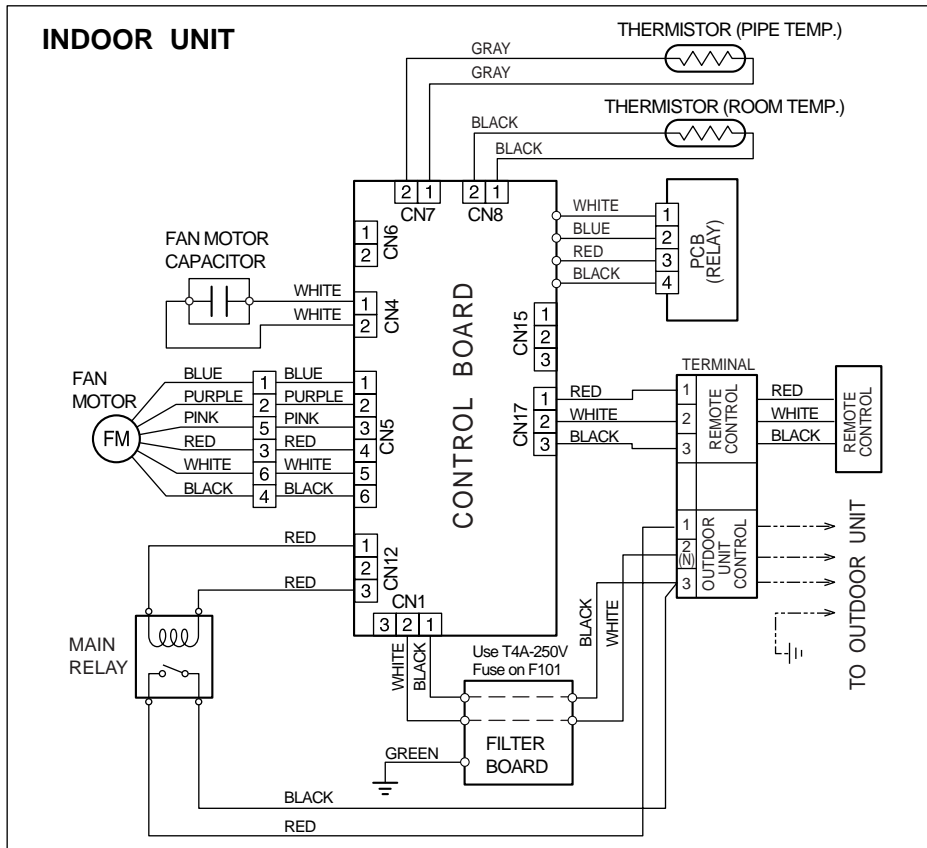 INDOOR UNIT
THERMISTOR (PIPE TEMP.)
GRAY
GRAY
THERMISTOR (ROOM TEMP.)
BLACK
BLACK
2 1
CN7
2 1
CN8
1
2
CN6
FAN MOTOR
CAPACITOR
WHITE
WHITE
1
2
CN4
WHITE
BLUE
RED
BLACK
1
2
3
4
PCB
(RELAY)
CONTROL BOARD
CN15
1
2
3
FAN
MOTOR
FM
BLUE 1 BLUE 1
PURPLE 2 PURPLE 2
PINK 5 PINK 3
RED 3 RED 4
WHITE 6 WHITE 5
BLACK 4 BLACK 6
CN5
CN17
1 RED
2 WHITE
3 BLACK
TERMINAL
1
2
3
REMOTE
CONTROL
RED
WHITE
BLACK
REMOTE
CONTROL
1
2
(N)
3
OUTDOOR
UNIT
CONTROL
TO OUTDOOR UNIT
RED 1
2
RED 3
CN12
CN1
3 2 1
WHITE
BLACK
MAIN
RELAY
Use T4A-250V
Fuse on F101
BLACK
WHITE
FILTER
BOARD
GREEN
BLACK
RED